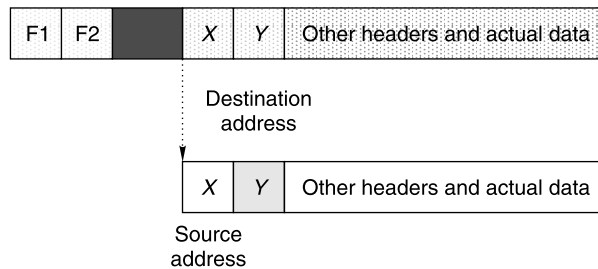 F1 F2 X Y Other headers and actual data
Destination
address
X Y Other headers and actual data
Source
address